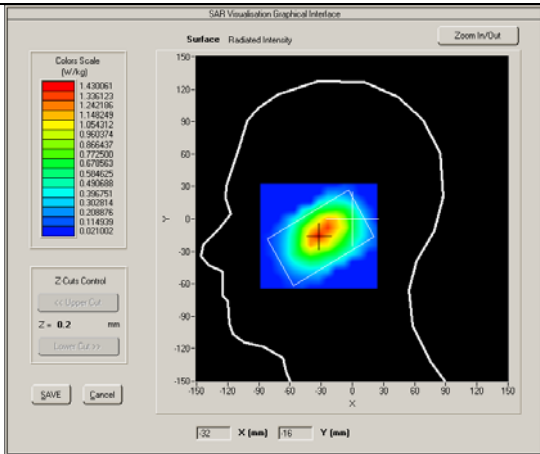 SAR Visualisation Graphical Interface
Surface Radiated Intensity
Zoom In/Out
Colors Scale
(W/kg)
1.430061
1.336123
1.242186
1.148249
1.054312
0.960374
0.866437
0.772500
0.678563
0.584625
0.490688
0.396751
0.302814
0.208876
0.114939
0.021002
Z-Cuts Control
<< Upper Cut
Z = 0.2 mm
Lower Cut >>
SAVE
Cancel
150
120
90
60
30
0
-30
-60
-90
-120
-150
Y
-150 -120 -90 -60 -30 0 30 60 90 120 150
X
-32 X (mm) -16 Y (mm)